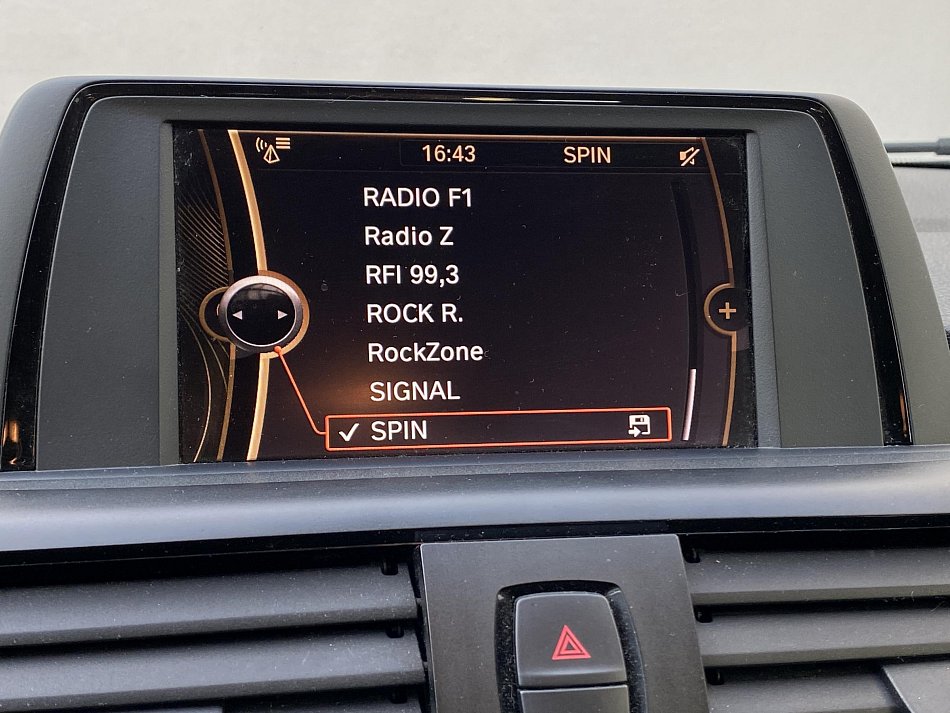 16:43 SPIN
RADIO F1
Radio Z
RFI 99,3
ROCK R.
RockZone
SIGNAL
SPIN